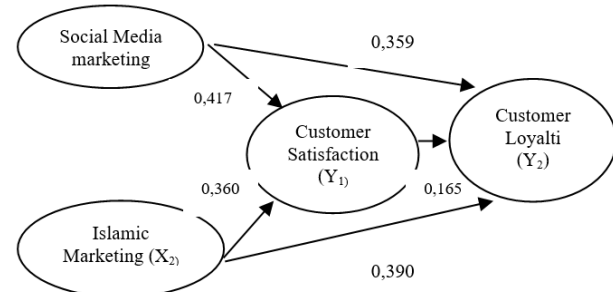 Social Media
marketing
0,359
0,417
Customer
Satisfaction
(Y₁)
Customer
Loyalti
(Y₂)
0,360
0,165
Islamic
Marketing (X₂)
0,390